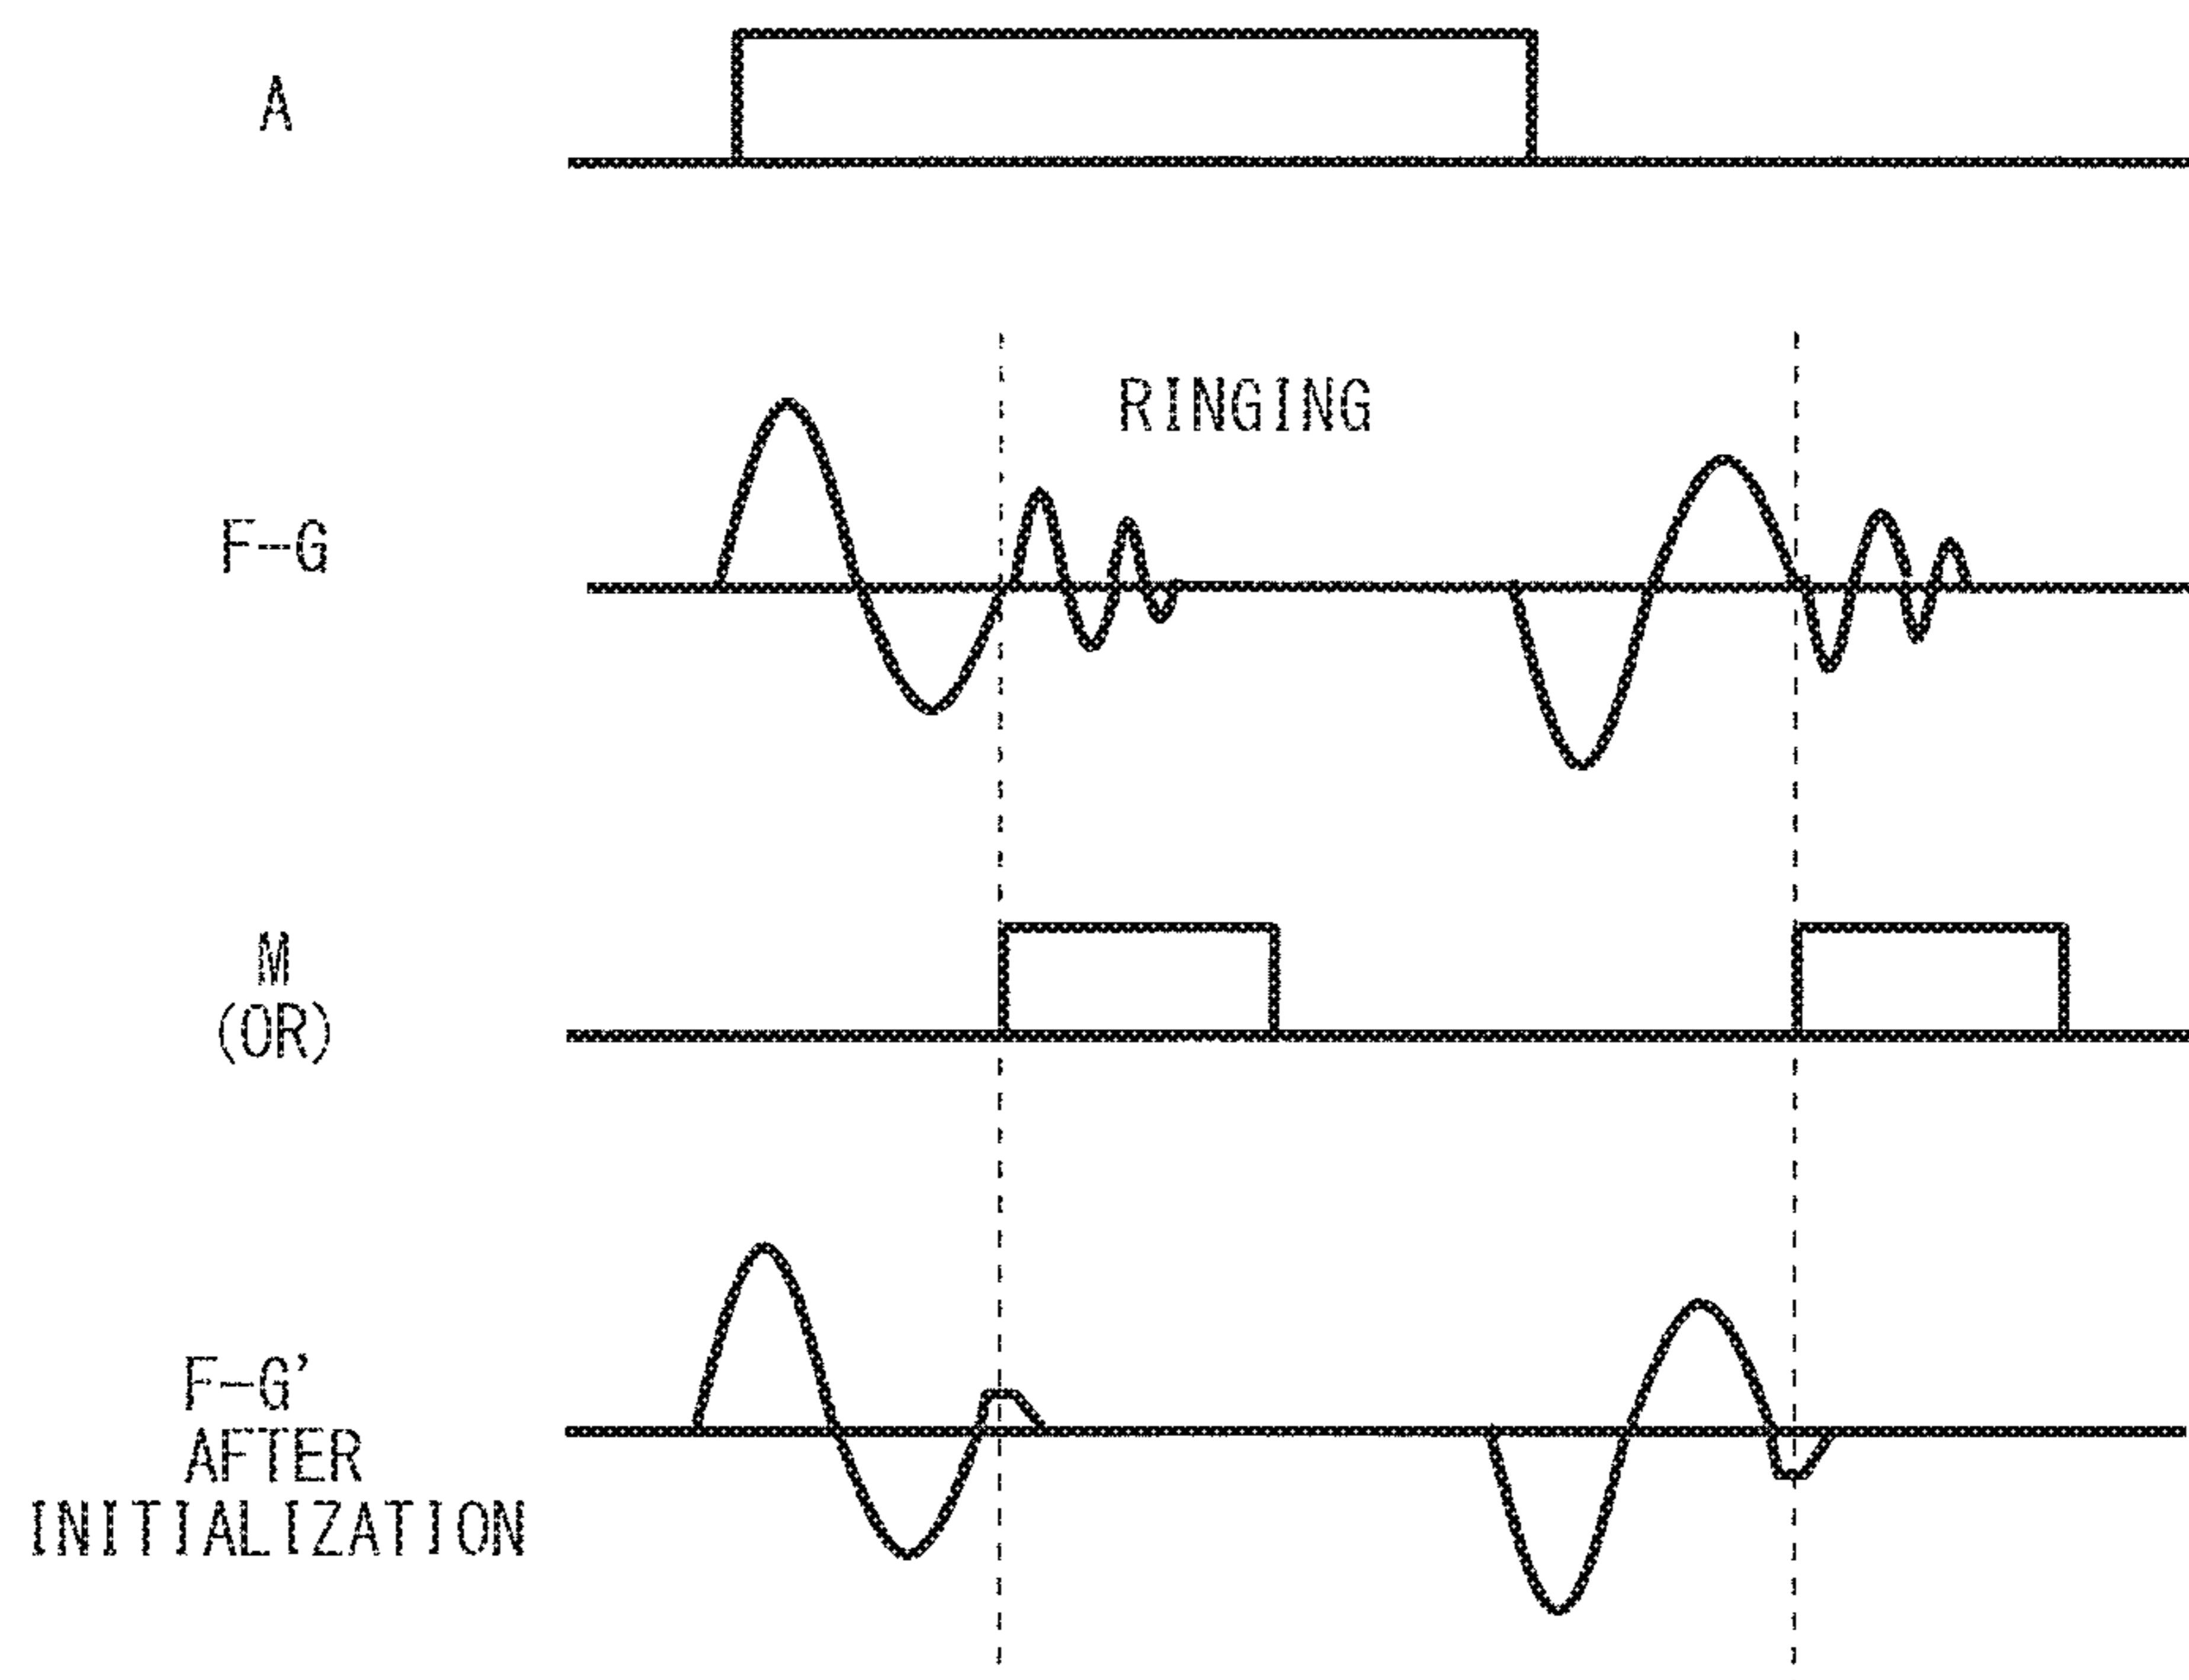 A
RINGING
F-G
M
(OR)
F-G'
AFTER
INITIALIZATION